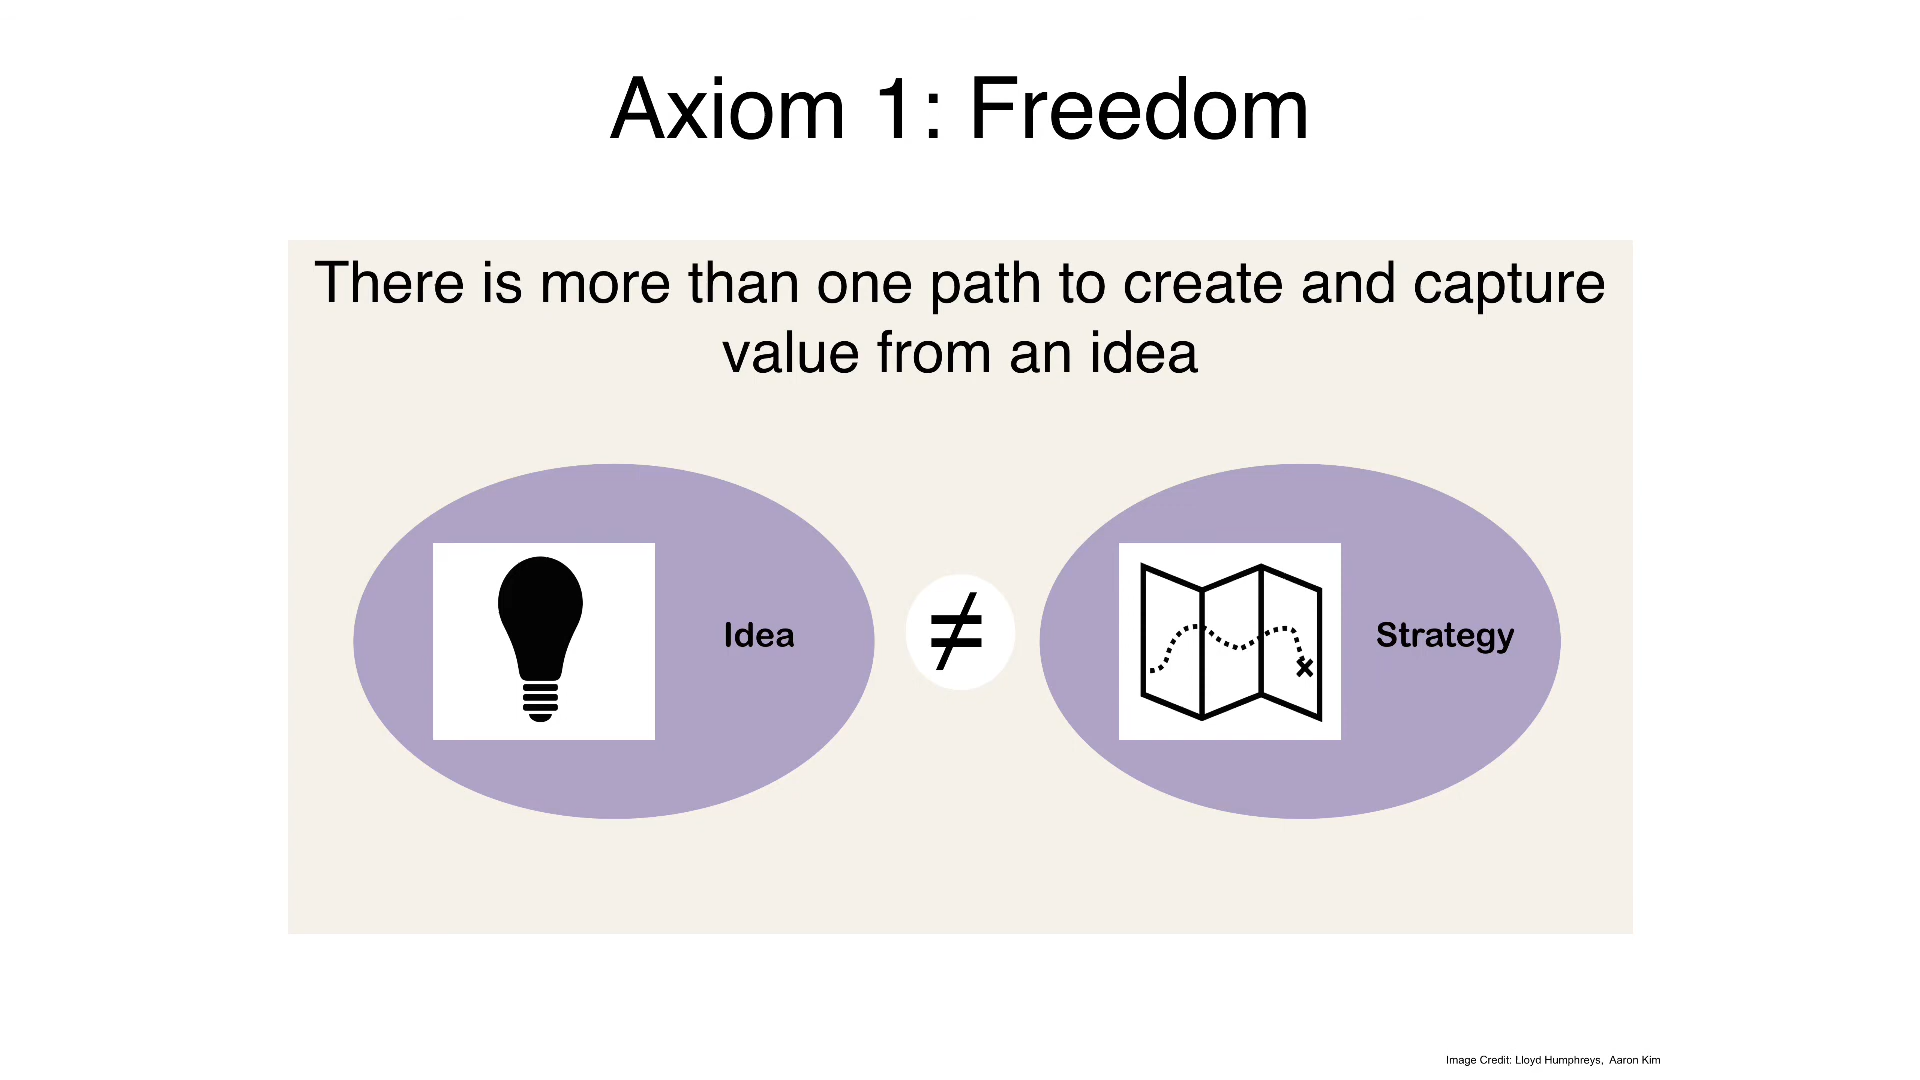 Axiom 1: Freedom
There is more than one path to create and capture
value from an idea
Idea
≠
Strategy
Image Credit: Lloyd Humphreys, Aaron Kim